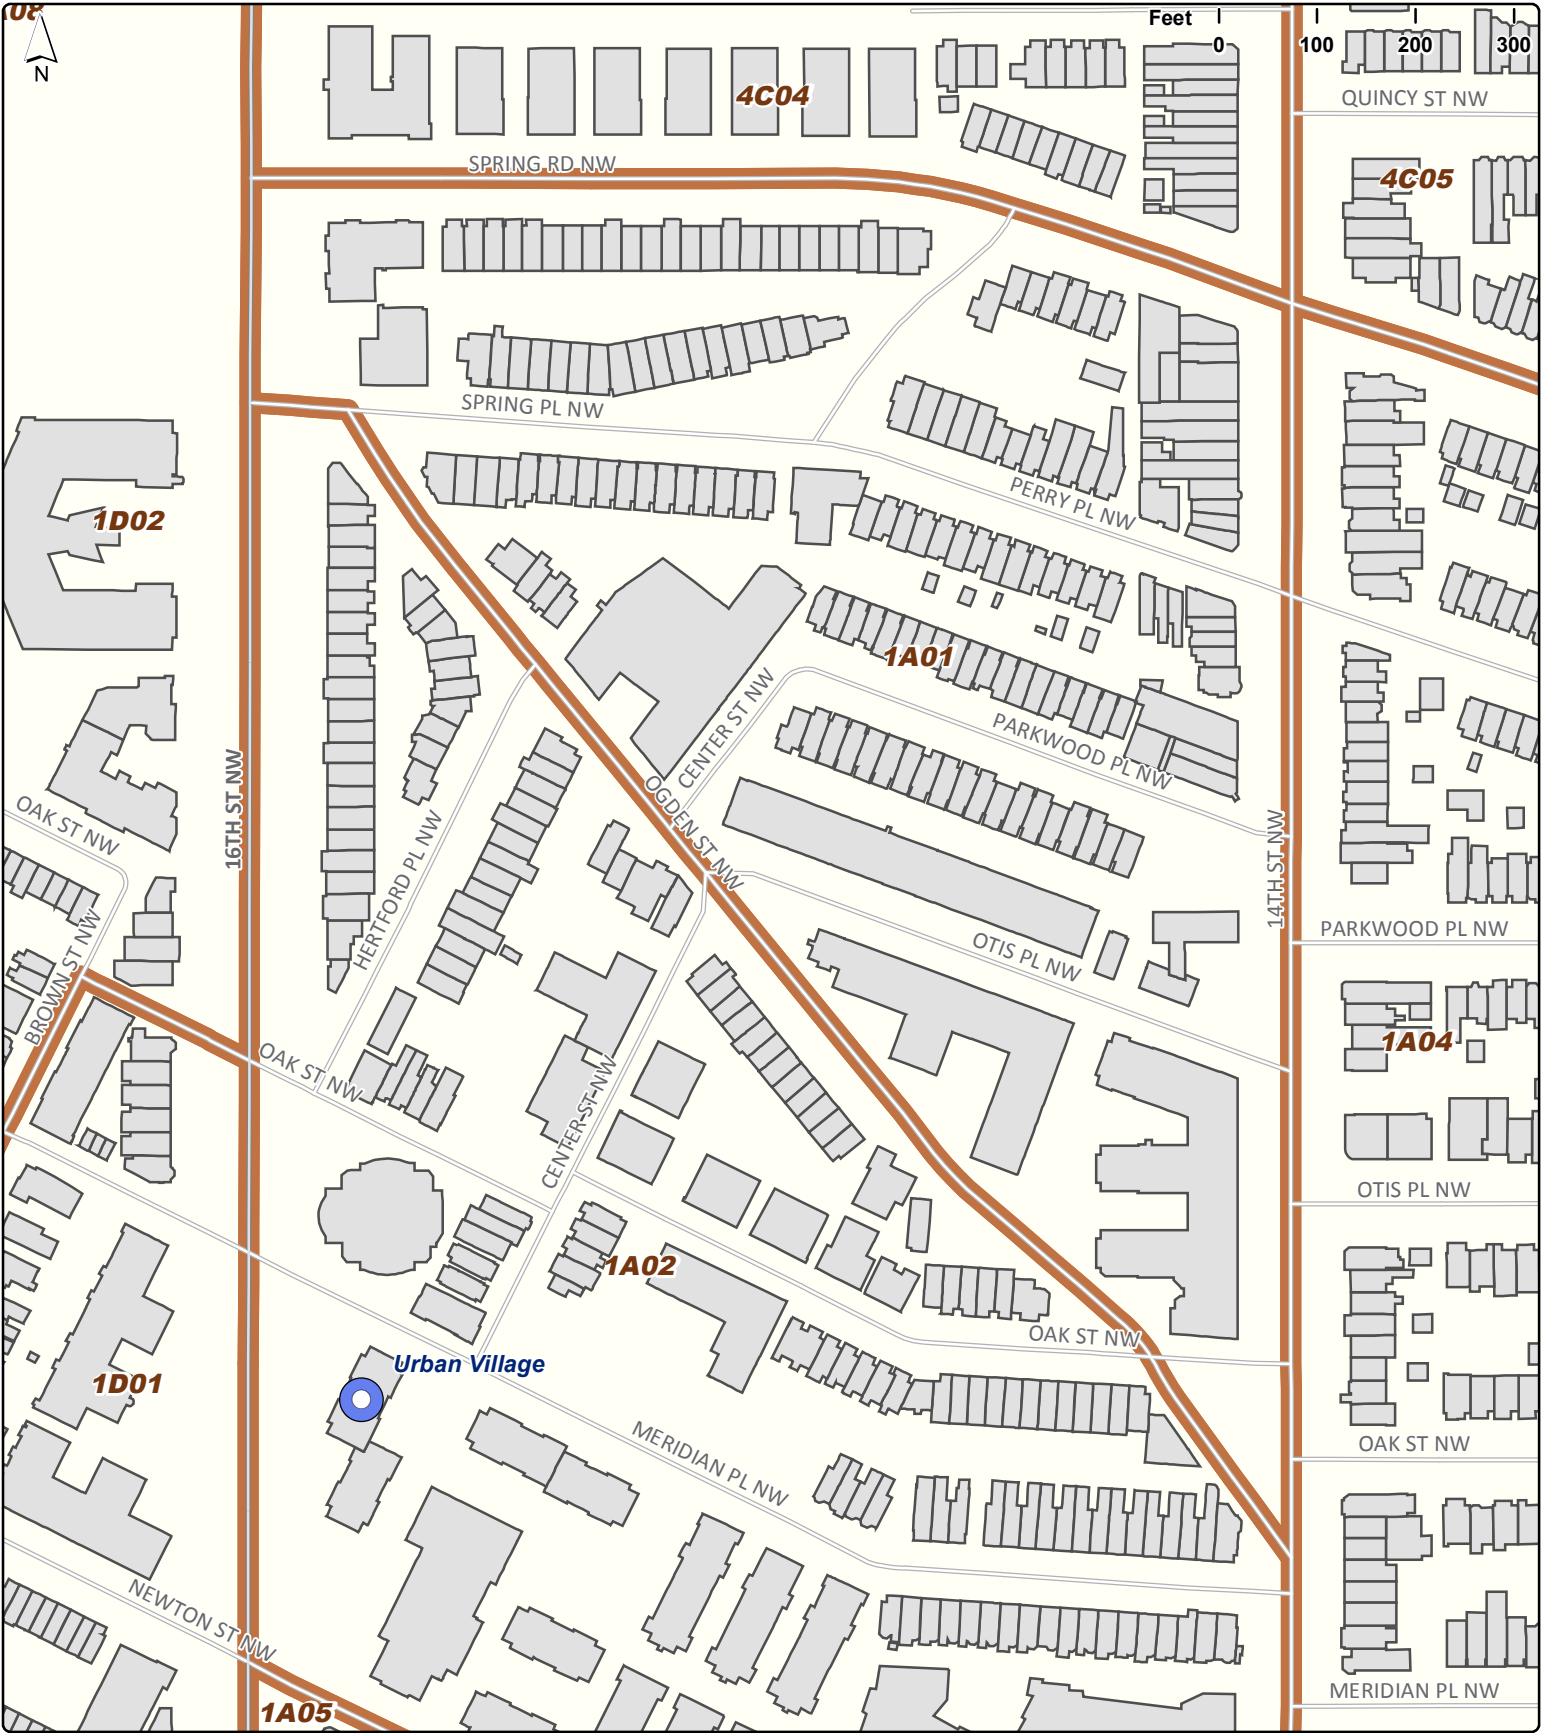 A08
N
Feet
0
100
200
300
QUINCY ST NW
4C04
SPRING RD NW
4C05
SPRING PL NW
PERRY PL NW
1D02
1A01
CENTER ST NW
PARKWOOD PL NW
16TH ST NW
OGDEN ST NW
OAK ST NW
HERTFORD PL NW
14TH ST NW
PARKWOOD PL NW
OTIS PL NW
BROWN ST NW
1A04
OAK ST NW
CENTER ST NW
OTIS PL NW
1A02
OAK ST NW
Urban Village
1D01
OAK ST NW
MERIDIAN PL NW
NEWTON ST NW
MERIDIAN PL NW
1A05